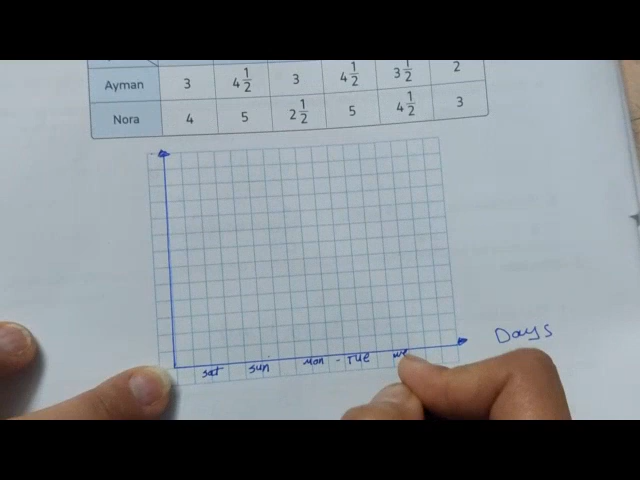 Ayman 3 4 1/2 3 4 1/2 3 1/2 2
Nora 4 5 2 1/2 5 4 1/2 3
Days
sat sun Mon - Tue we